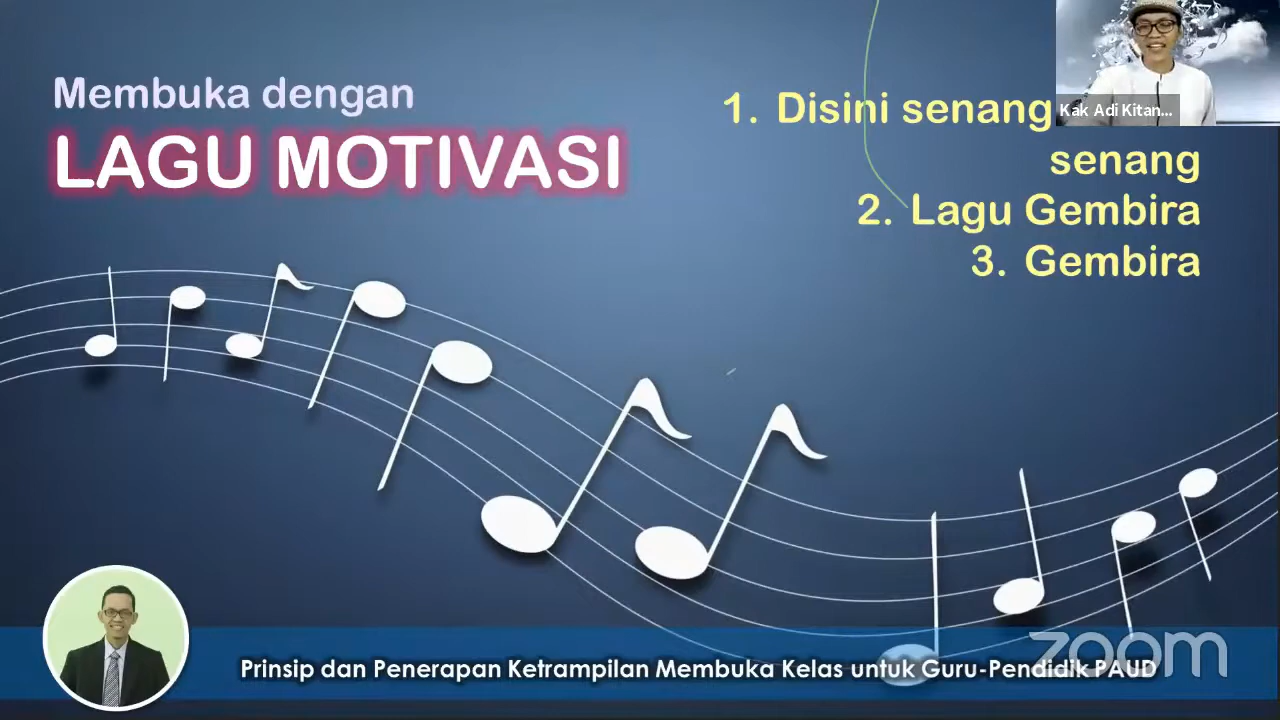 Membuka dengan
LAGU MOTIVASI
1. Disini senang
senang
2. Lagu Gembira
3. Gembira
Kak Adi Kitan...
Prinsip dan Penerapan Ketrampilan Membuka Kelas untuk Guru-Pendidik PAUD
zoom